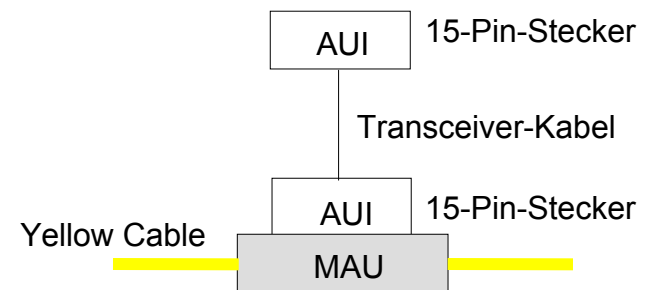 AUI 15-Pin-Stecker
Transceiver-Kabel
AUI 15-Pin-Stecker
Yellow Cable
MAU